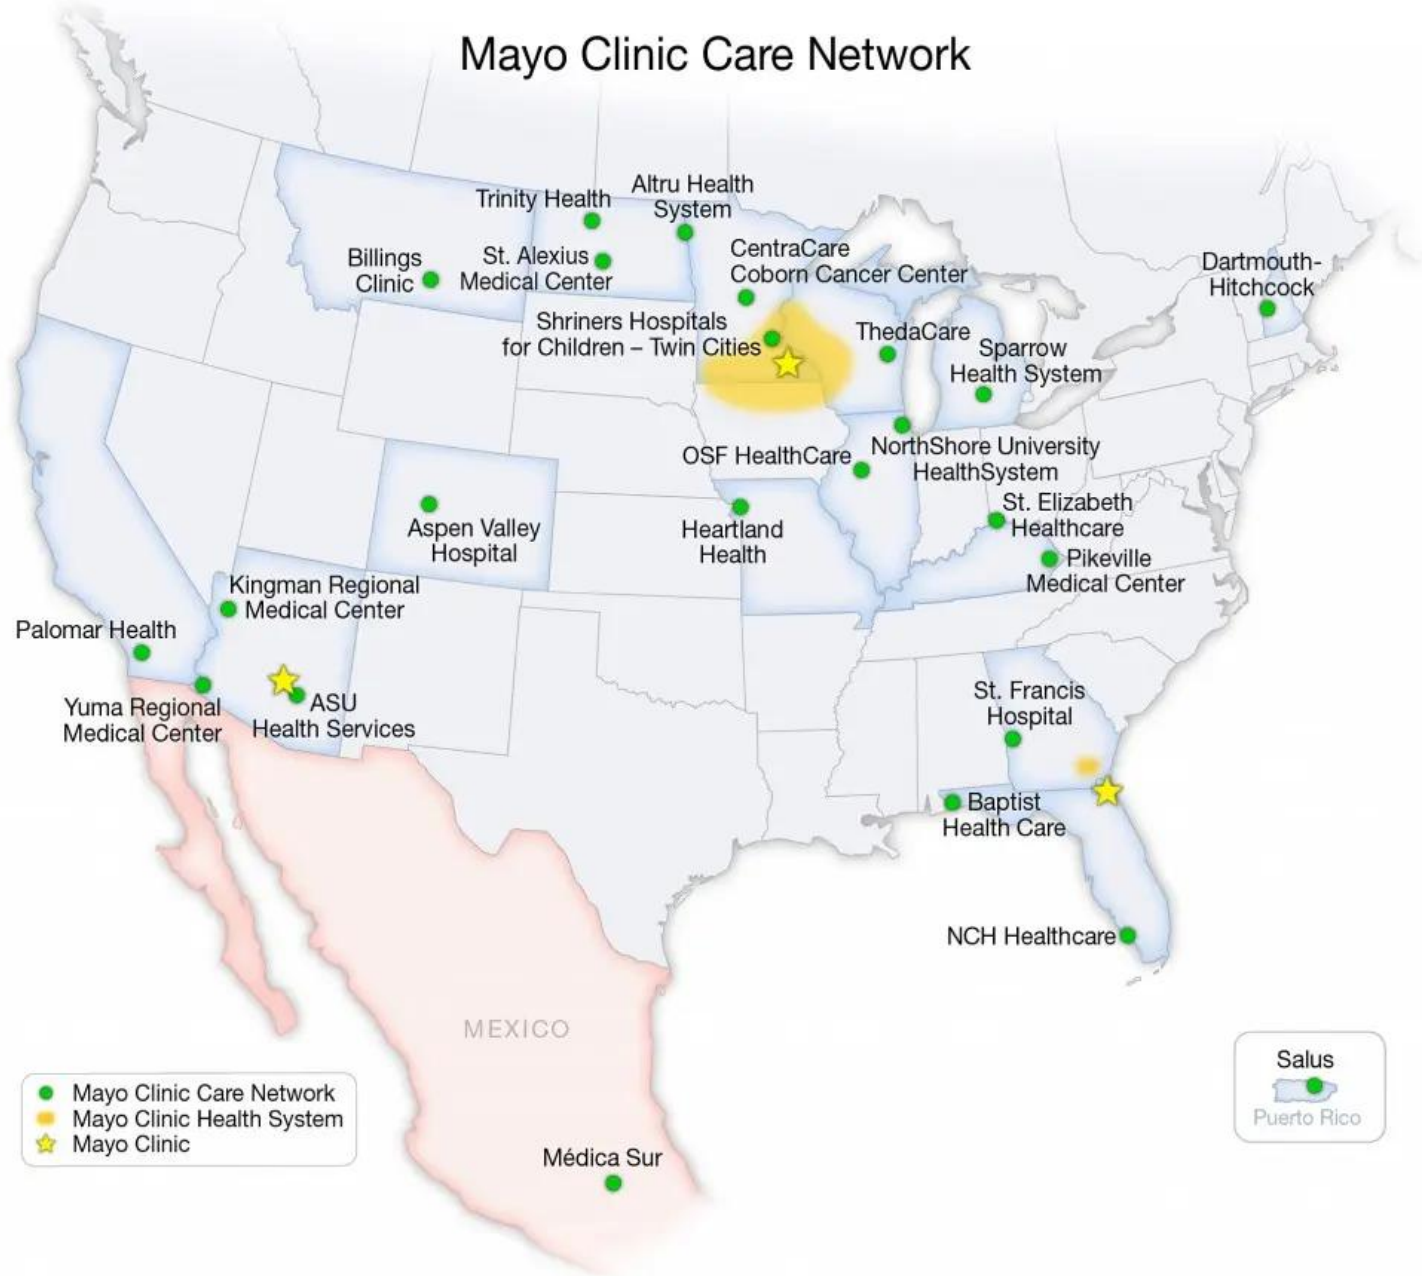 Mayo Clinic Care Network
Altru Health
System
Trinity Health
CentraCare
Coborn Cancer Center
St. Alexius
Medical Center
Billings
Clinic
Dartmouth-
Hitchcock
Shriners Hospitals
for Children – Twin Cities
ThedaCare
Sparrow
Health System
OSF HealthCare
NorthShore University
HealthSystem
Aspen Valley
Hospital
Heartland
Health
St. Elizabeth
Healthcare
Pikeville
Medical Center
Kingman Regional
Medical Center
Palomar Health
Yuma Regional
Medical Center
ASU
Health Services
St. Francis
Hospital
Baptist
Health Care
NCH Healthcare
MEXICO
Médica Sur
Salus
Puerto Rico
Mayo Clinic Care Network
Mayo Clinic Health System
Mayo Clinic